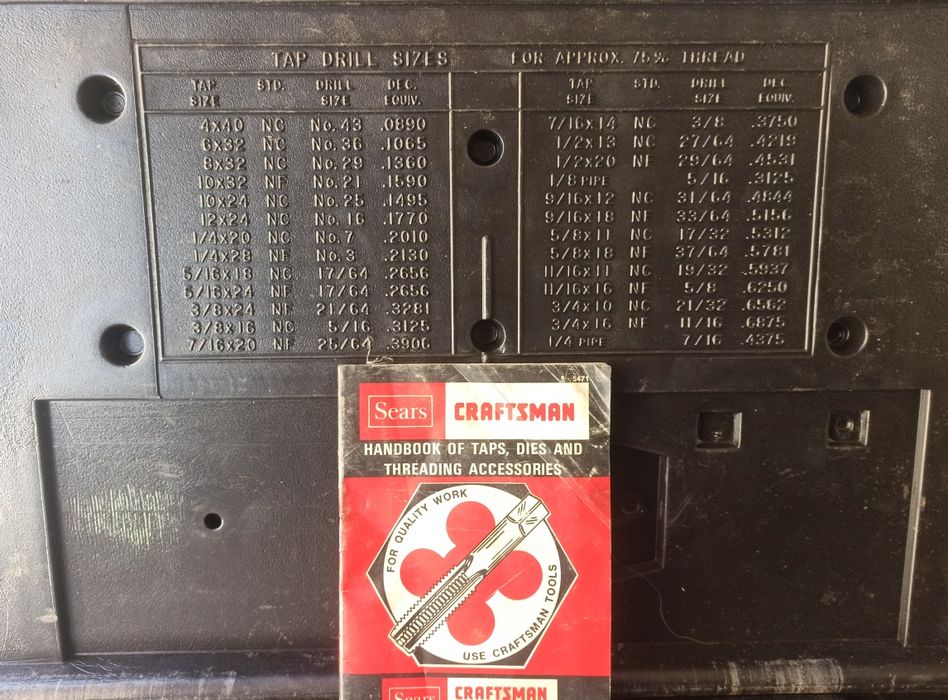 TAP DRILL SIZES FOR APPROX. 75% THREAD
TAP SIZE STD. DRILL SIZE DEC. EQUIV.
4x40 NC No. 43 .0890
6x32 NC No. 36 .1065
8x32 NC No. 29 .1360
10x32 NF No. 21 .1590
10x24 NC No. 25 .1495
12x24 NC No. 16 .1770
1/4x20 NC No. 7 .2010
1/4x28 NF No. 3 .2130
5/16x18 NC 17/64 .2656
5/16x24 NF 17/64 .2656
3/8x24 NF 21/64 .3281
3/8x16 NC 5/16 .3125
7/16x20 NF 25/64 .3906
TAP SIZE STD. DRILL SIZE DEC. EQUIV.
7/16x14 NC 3/8 .3750
1/2x13 NC 27/64 .4219
1/2x20 NF 29/64 .4531
1/8 PIPE 5/16 .3125
9/16x12 NC 31/64 .4844
9/16x18 NF 33/64 .5156
5/8x11 NC 17/32 .5312
5/8x18 NF 37/64 .5781
11/16x11 NC 19/32 .5937
11/16x16 NF 5/8 .6250
3/4x10 NC 21/32 .6562
3/4x16 NF 11/16 .6875
1/4 PIPE 7/16 .4375
5471
Sears CRAFTSMAN
HANDBOOK OF TAPS, DIES AND
THREADING ACCESSORIES
FOR QUALITY WORK
USE CRAFTSMAN TOOLS
Sears CRAFTSMAN